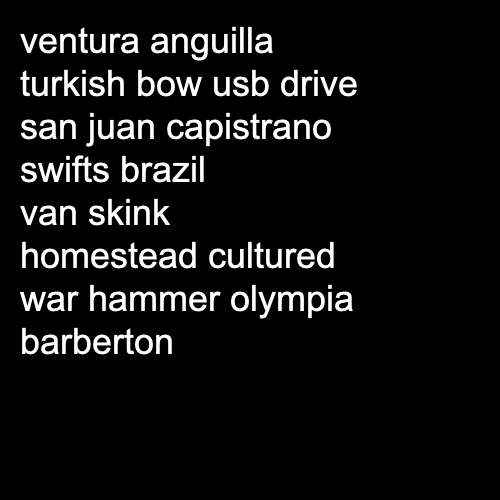 ventura anguilla
turkish bow usb drive
san juan capistrano
swifts brazil
van skink
homestead cultured
war hammer olympia
barberton